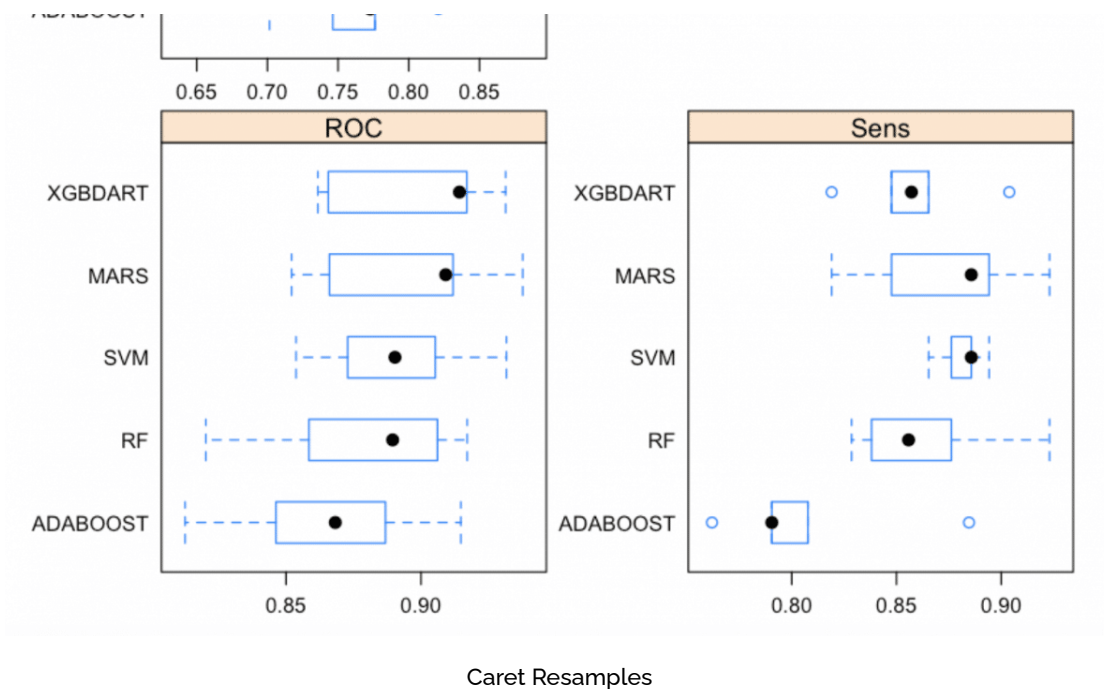 ADABOOST
0.65 0.70 0.75 0.80 0.85
ROC
XGBDART
MARS
SVM
RF
ADABOOST
0.85 0.90
Sens
XGBDART
MARS
SVM
RF
ADABOOST
0.80 0.85 0.90
Caret Resamples